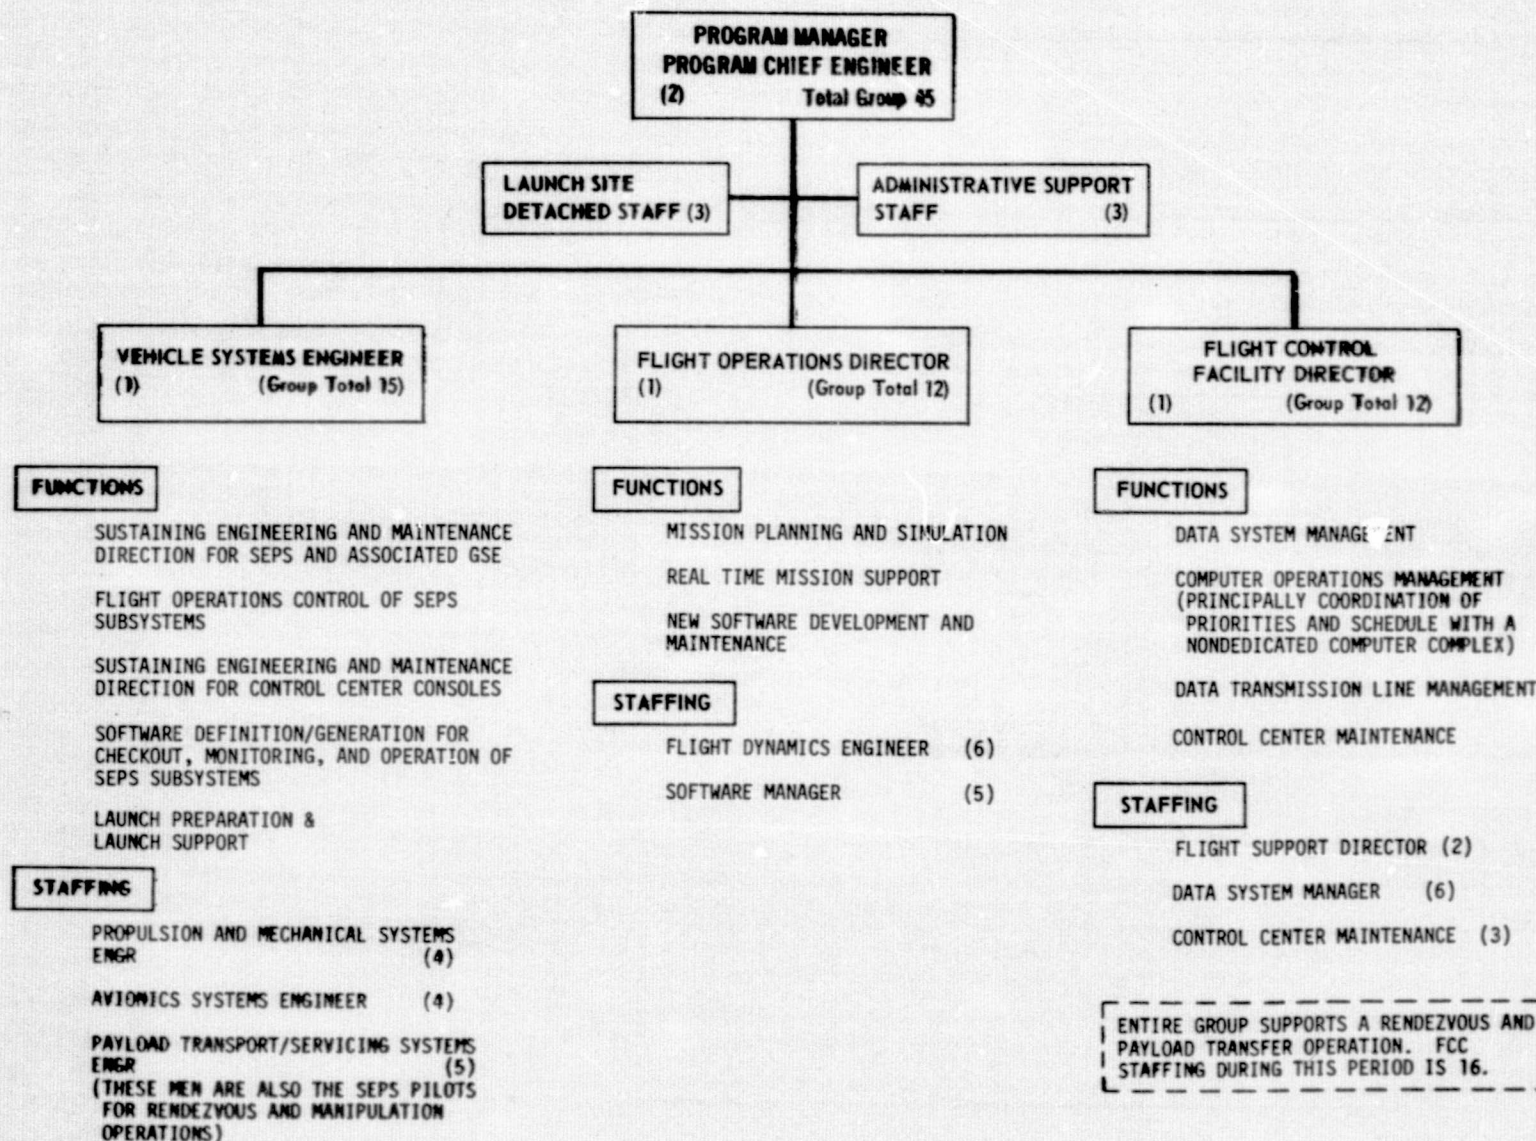 PROGRAM MANAGER
PROGRAM CHIEF ENGINEER
(2) Total Group 45
LAUNCH SITE
DETACHED STAFF (3)
ADMINISTRATIVE SUPPORT
STAFF (3)
VEHICLE SYSTEMS ENGINEER
(1) (Group Total 15)
FLIGHT OPERATIONS DIRECTOR
(1) (Group Total 12)
FLIGHT CONTROL
FACILITY DIRECTOR
(1) (Group Total 12)
FUNCTIONS
SUSTAINING ENGINEERING AND MAINTENANCE
DIRECTION FOR SEPS AND ASSOCIATED GSE
FLIGHT OPERATIONS CONTROL OF SEPS
SUBSYSTEMS
SUSTAINING ENGINEERING AND MAINTENANCE
DIRECTION FOR CONTROL CENTER CONSOLES
SOFTWARE DEFINITION/GENERATION FOR
CHECKOUT, MONITORING, AND OPERATION OF
SEPS SUBSYSTEMS
LAUNCH PREPARATION &
LAUNCH SUPPORT
STAFFING
PROPULSION AND MECHANICAL SYSTEMS
ENGR (4)
AVIONICS SYSTEMS ENGINEER (4)
PAYLOAD TRANSPORT/SERVICING SYSTEMS
ENGR (5)
(THESE MEN ARE ALSO THE SEPS PILOTS
FOR RENDEZVOUS AND MANIPULATION
OPERATIONS)
FUNCTIONS
MISSION PLANNING AND SIMULATION
REAL TIME MISSION SUPPORT
NEW SOFTWARE DEVELOPMENT AND
MAINTENANCE
STAFFING
FLIGHT DYNAMICS ENGINEER (6)
SOFTWARE MANAGER (5)
FUNCTIONS
DATA SYSTEM MANAGEMENT
COMPUTER OPERATIONS MANAGEMENT
(PRINCIPALLY COORDINATION OF
PRIORITIES AND SCHEDULE WITH A
NONDEDICATED COMPUTER COMPLEX)
DATA TRANSMISSION LINE MANAGEMENT
CONTROL CENTER MAINTENANCE
STAFFING
FLIGHT SUPPORT DIRECTOR (2)
DATA SYSTEM MANAGER (6)
CONTROL CENTER MAINTENANCE (3)
ENTIRE GROUP SUPPORTS A RENDEZVOUS AND
PAYLOAD TRANSFER OPERATION. FCC
STAFFING DURING THIS PERIOD IS 16.